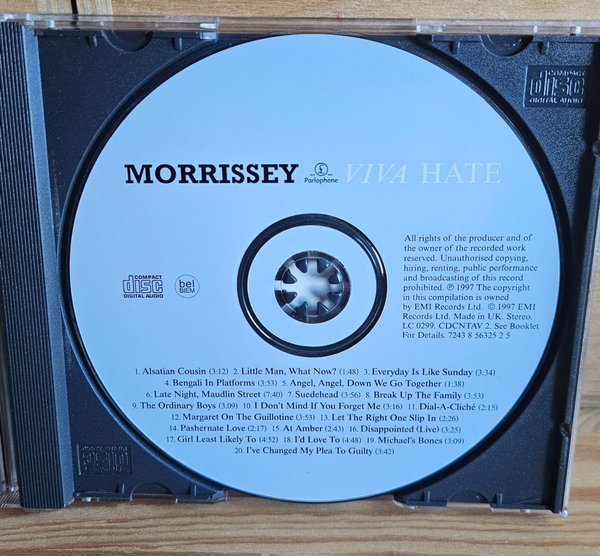 COMPACT
disc
DIGITAL AUDIO
MORRISSEY Parlophone VIVA HATE
All rights of the producer and of
the owner of the recorded work
reserved. Unauthorised copying,
hiring, renting, public performance
and broadcasting of this record
prohibited. ℗ 1997 The copyright
in this compilation is owned
by EMI Records Ltd. © 1997 EMI
Records Ltd. Made in UK. Stereo.
LC 0299. CDCNTAV 2. See Booklet
For Details. 7243 8 56325 2 5
COMPACT
disc
DIGITAL AUDIO
bel
BIEM
1. Alsatian Cousin (3:12) 2. Little Man, What Now? (1:48) 3. Everyday Is Like Sunday (3:34)
4. Bengali In Platforms (3:53) 5. Angel, Angel, Down We Go Together (1:38)
6. Late Night, Maudlin Street (7:40) 7. Suedehead (3:56) 8. Break Up The Family (3:53)
9. The Ordinary Boys (3:09) 10. I Don't Mind If You Forget Me (3:16) 11. Dial-A-Cliché (2:15)
12. Margaret On The Guillotine (3:53) 13. Let The Right One Slip In (2:26)
14. Pashernate Love (2:17) 15. At Amber (2:43) 16. Disappointed (Live) (3:25)
17. Girl Least Likely To (4:52) 18. I'd Love To (4:48) 19. Michael's Bones (3:09)
20. I've Changed My Plea To Guilty (3:42)